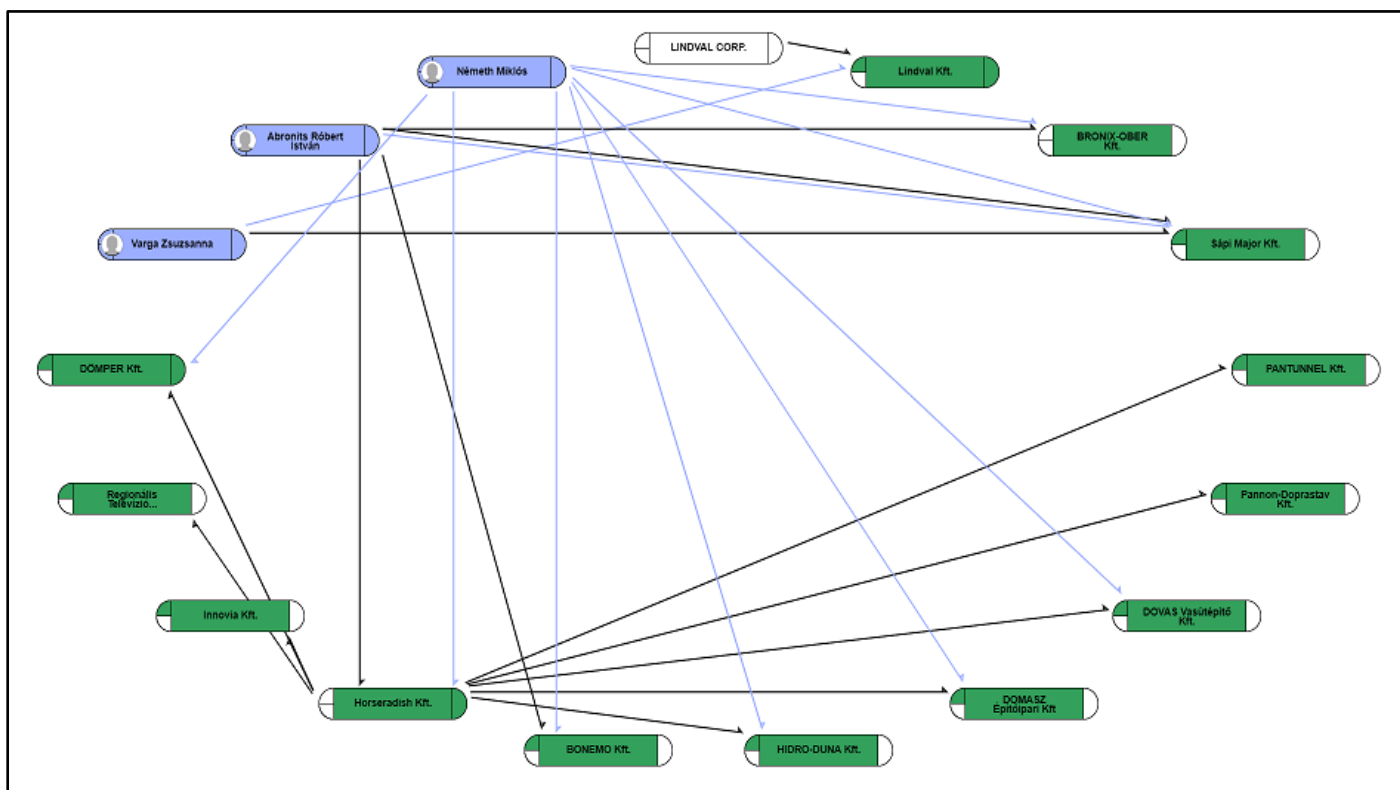 LINDVAL CORP.
Németh Miklós
Lindval Kft.
Abronits Róbert
István
BRONIX-OBER
Kft.
Varga Zsuzsanna
Sápi Major Kft.
DÖMPER Kft.
PANTUNNEL Kft.
Regionális
Televízió...
Pannon-Doprastav
Kft.
Innovia Kft.
DOVAS Vasútépítő
Kft.
Horseradish Kft.
DOMASZ
Építőipari Kft
BONEMO Kft.
HIDRO-DUNA Kft.